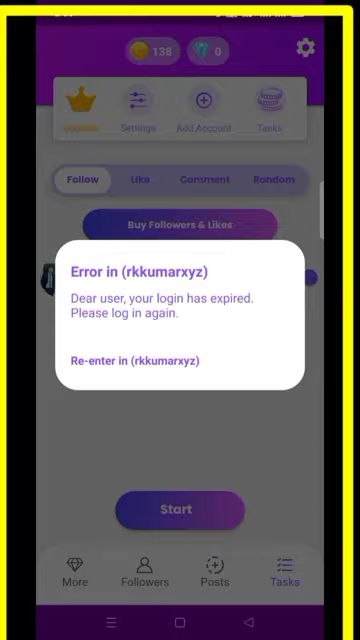 138
0
Settings
Add Account
Tasks
Follow
Like
Comment
Random
Buy Followers & Likes
Error in (rkkumarxyz)
Dear user, your login has expired.
Please log in again.
Re-enter in (rkkumarxyz)
Start
More
Followers
Posts
Tasks